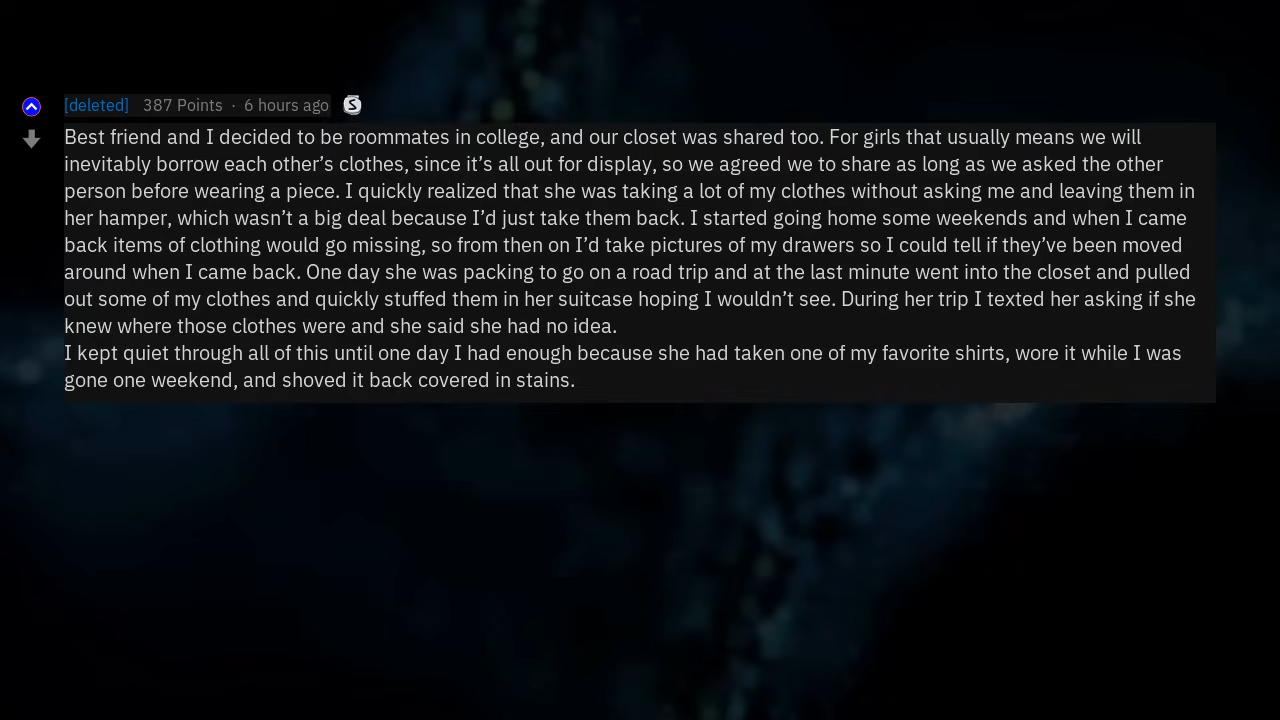 [deleted] 387 Points · 6 hours ago S
Best friend and I decided to be roommates in college, and our closet was shared too. For girls that usually means we will
inevitably borrow each other’s clothes, since it’s all out for display, so we agreed we to share as long as we asked the other
person before wearing a piece. I quickly realized that she was taking a lot of my clothes without asking me and leaving them in
her hamper, which wasn’t a big deal because I’d just take them back. I started going home some weekends and when I came
back items of clothing would go missing, so from then on I’d take pictures of my drawers so I could tell if they’ve been moved
around when I came back. One day she was packing to go on a road trip and at the last minute went into the closet and pulled
out some of my clothes and quickly stuffed them in her suitcase hoping I wouldn’t see. During her trip I texted her asking if she
knew where those clothes were and she said she had no idea.
I kept quiet through all of this until one day I had enough because she had taken one of my favorite shirts, wore it while I was
gone one weekend, and shoved it back covered in stains.